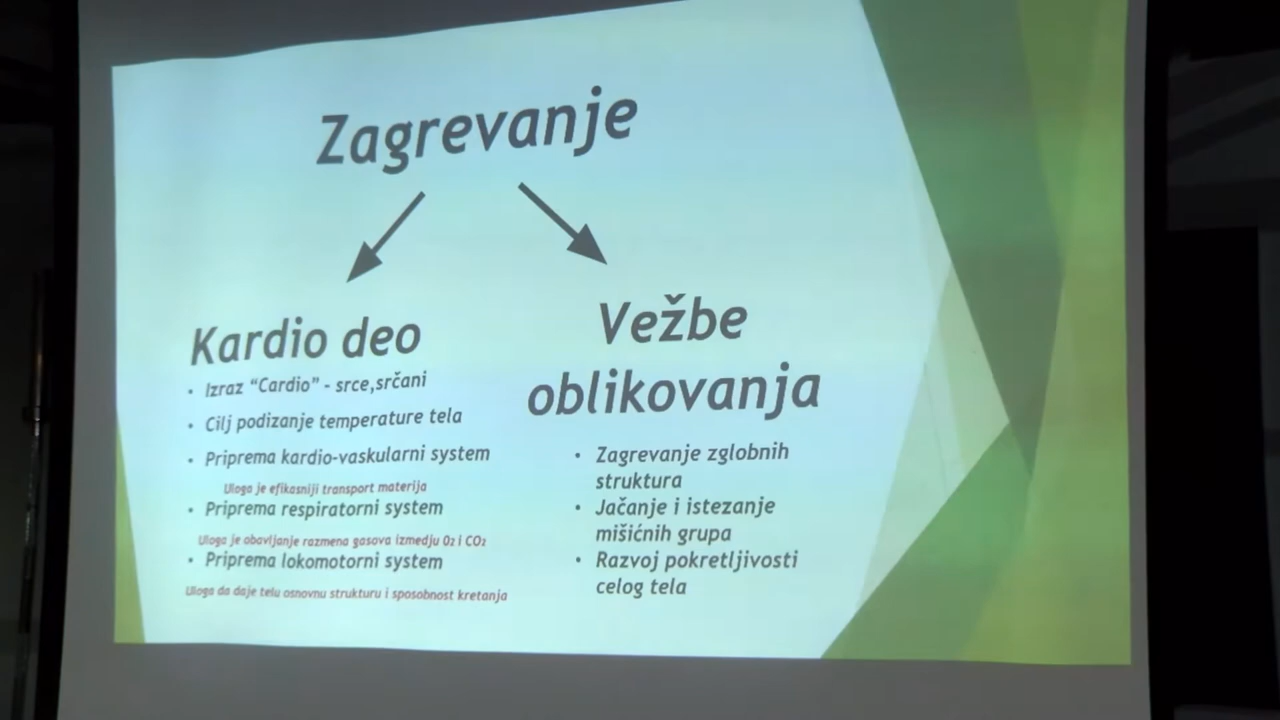 Zagrevanje
Kardio deo
• Izraz “Cardio” - srce,srčani
• Cilj podizanje temperature tela
• Priprema kardio-vaskularni system
Uloga je efikasniji transport materija
• Priprema respiratorni system
Uloga je obavljanje razmena gasova izmedju O₂ i CO₂
• Priprema lokomotorni system
Uloga da daje telu osnovnu strukturu i sposobnost kretanja
Vežbe
oblikovanja
• Zagrevanje zglobnih
struktura
• Jačanje i istezanje
mišićnih grupa
• Razvoj pokretljivosti
celog tela